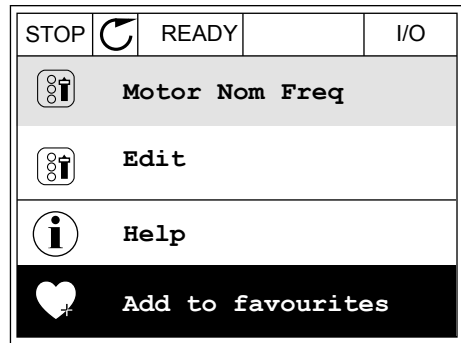 STOP READY I/O
Motor Nom Freq
Edit
Help
Add to favourites